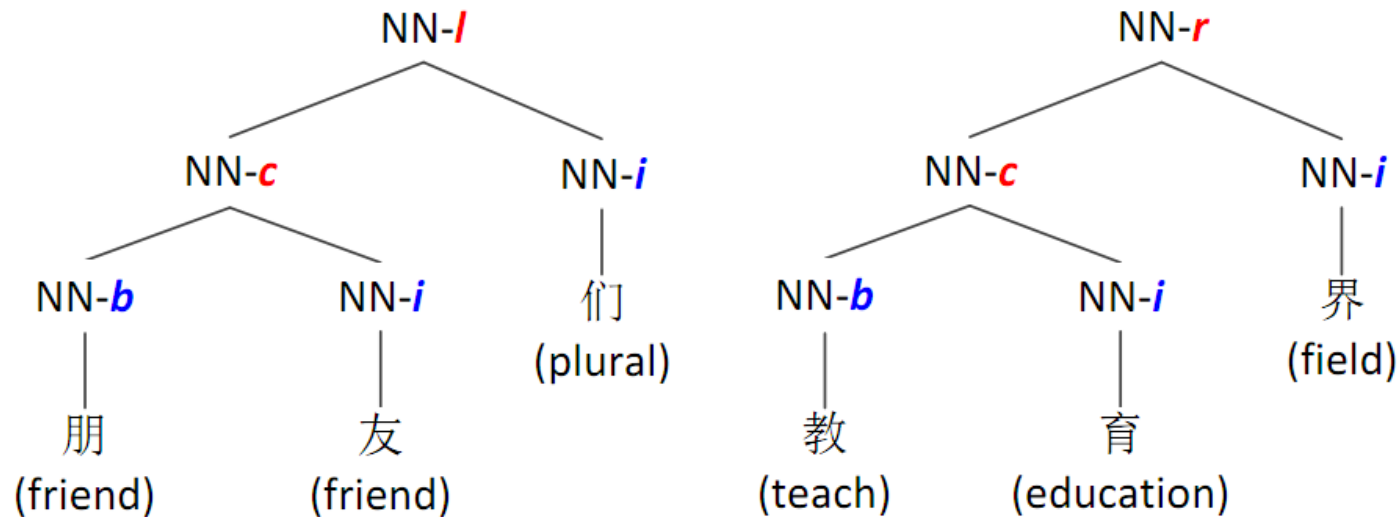 NN-l NN-r
NN-c NN-i NN-c NN-i
NN-b NN-i 们 NN-b NN-i 界
(plural) (field)
朋 友 教 育
(friend) (friend) (teach) (education)